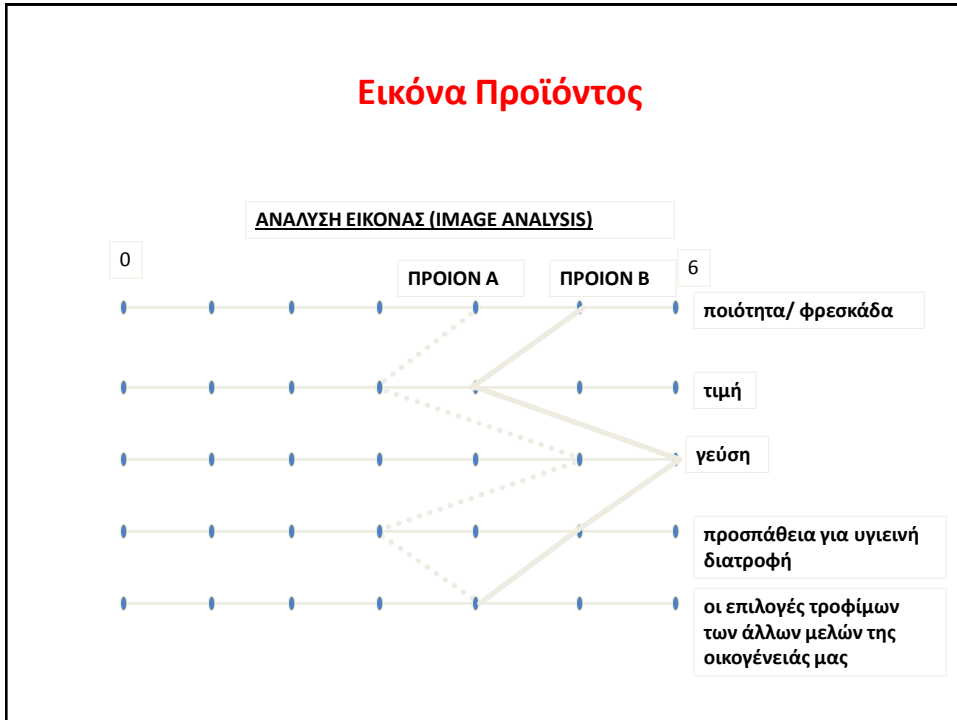 Εικόνα Προϊόντος
ΑΝΑΛΥΣΗ ΕΙΚΟΝΑΣ (IMAGE ANALYSIS)
0
ΠΡΟΙΟΝ Α
ΠΡΟΙΟΝ Β
6
ποιότητα/ φρεσκάδα
τιμή
γεύση
προσπάθεια για υγιεινή
διατροφή
οι επιλογές τροφίμων
των άλλων μελών της
οικογένειάς μας